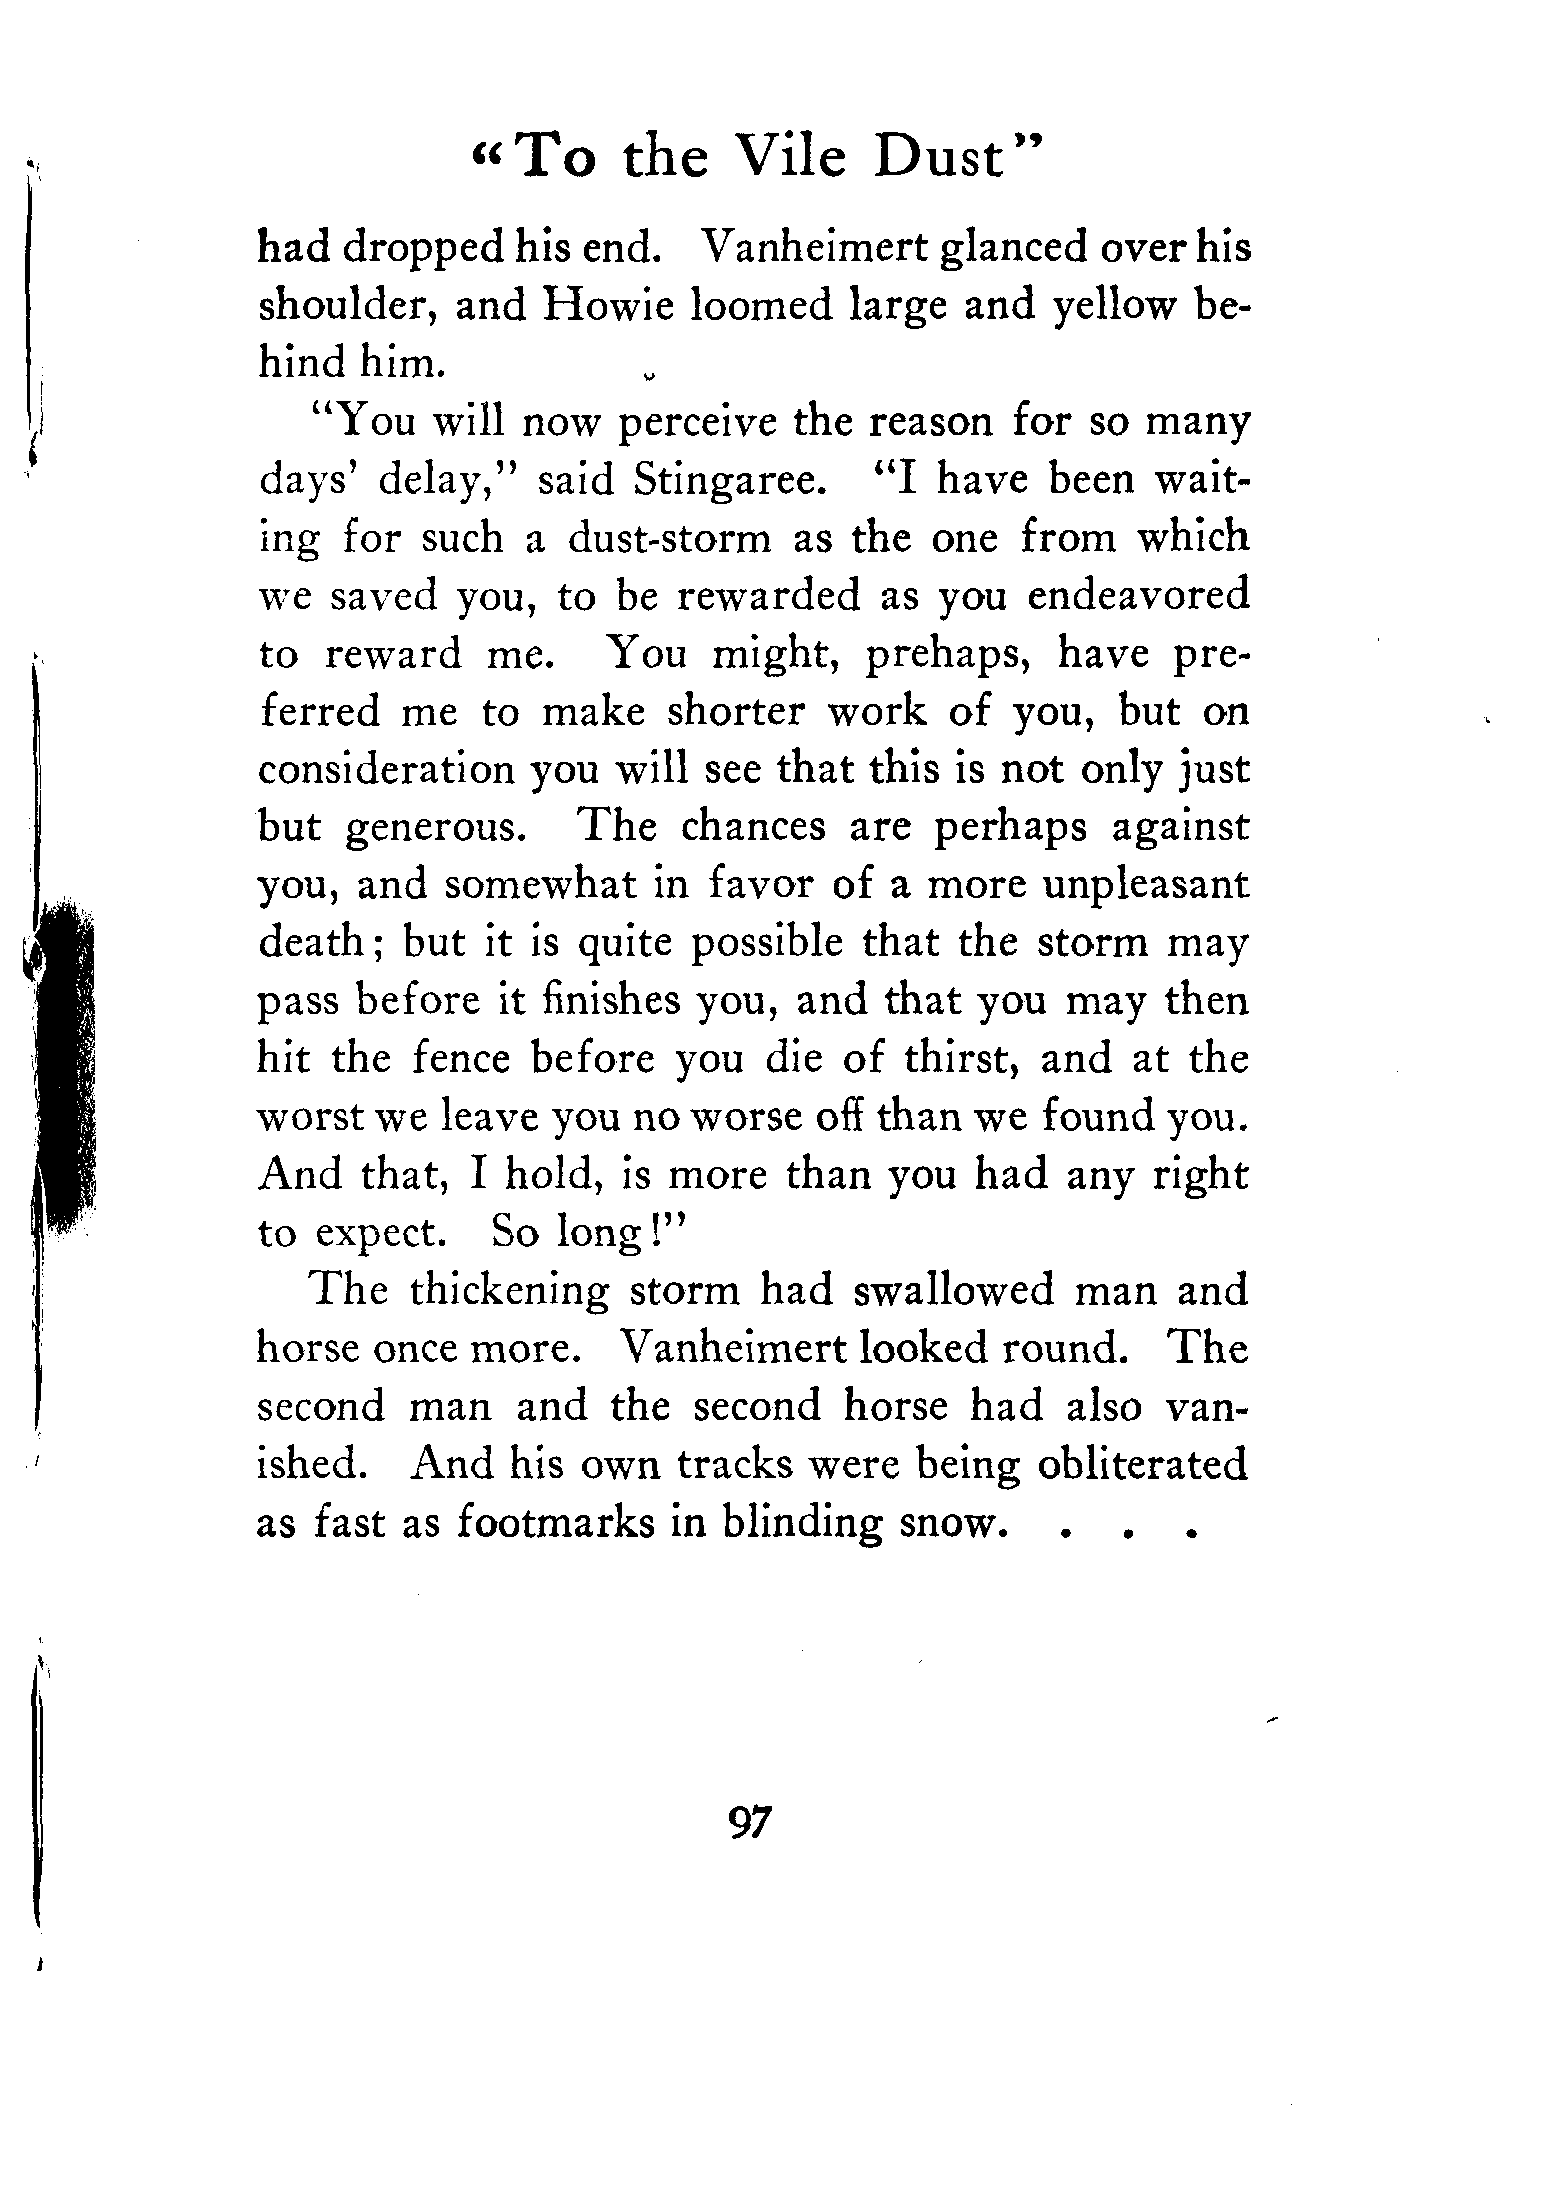 “To the Vile Dust”
had dropped his end. Vanheimert glanced over his
shoulder, and Howie loomed large and yellow be-
hind him.
“You will now perceive the reason for so many
days’ delay,” said Stingaree. “I have been wait-
ing for such a dust-storm as the one from which
we saved you, to be rewarded as you endeavored
to reward me. You might, prehaps, have pre-
ferred me to make shorter work of you, but on
consideration you will see that this is not only just
but generous. The chances are perhaps against
you, and somewhat in favor of a more unpleasant
death; but it is quite possible that the storm may
pass before it finishes you, and that you may then
hit the fence before you die of thirst, and at the
worst we leave you no worse off than we found you.
And that, I hold, is more than you had any right
to expect. So long!”
The thickening storm had swallowed man and
horse once more. Vanheimert looked round. The
second man and the second horse had also van-
ished. And his own tracks were being obliterated
as fast as footmarks in blinding snow. . . .
97